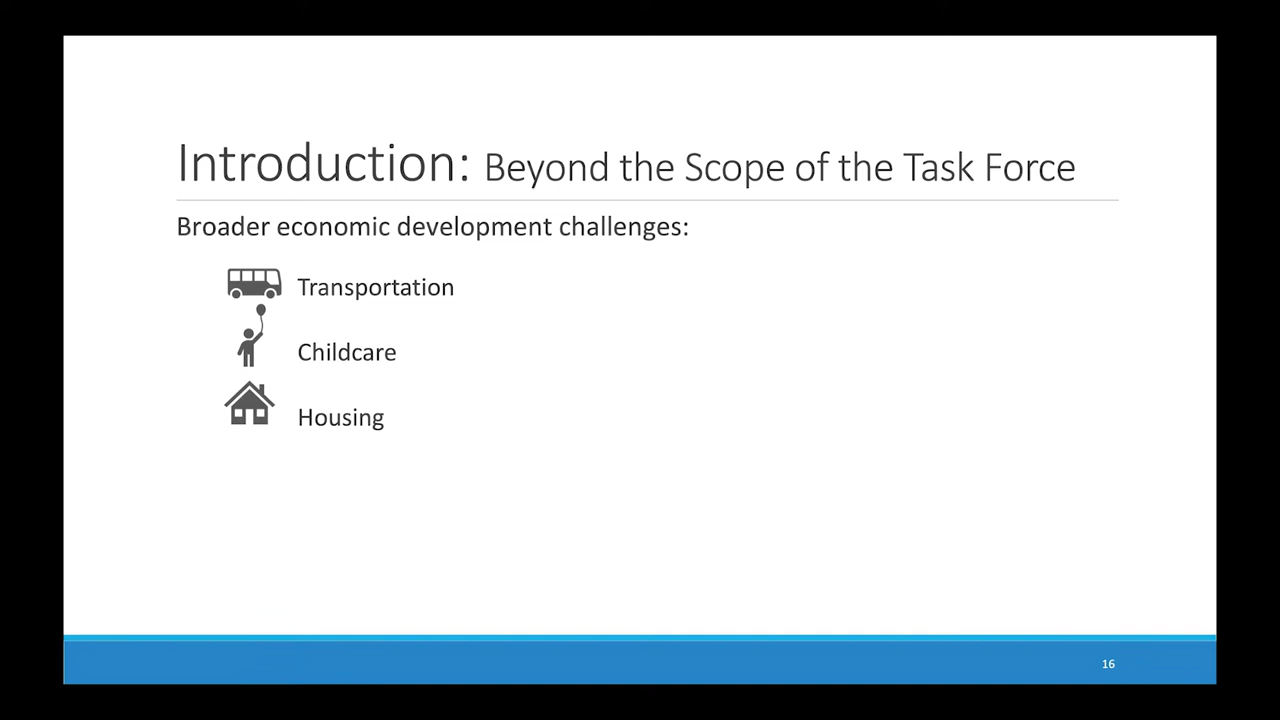 Introduction: Beyond the Scope of the Task Force
Broader economic development challenges:
Transportation
Childcare
Housing
16